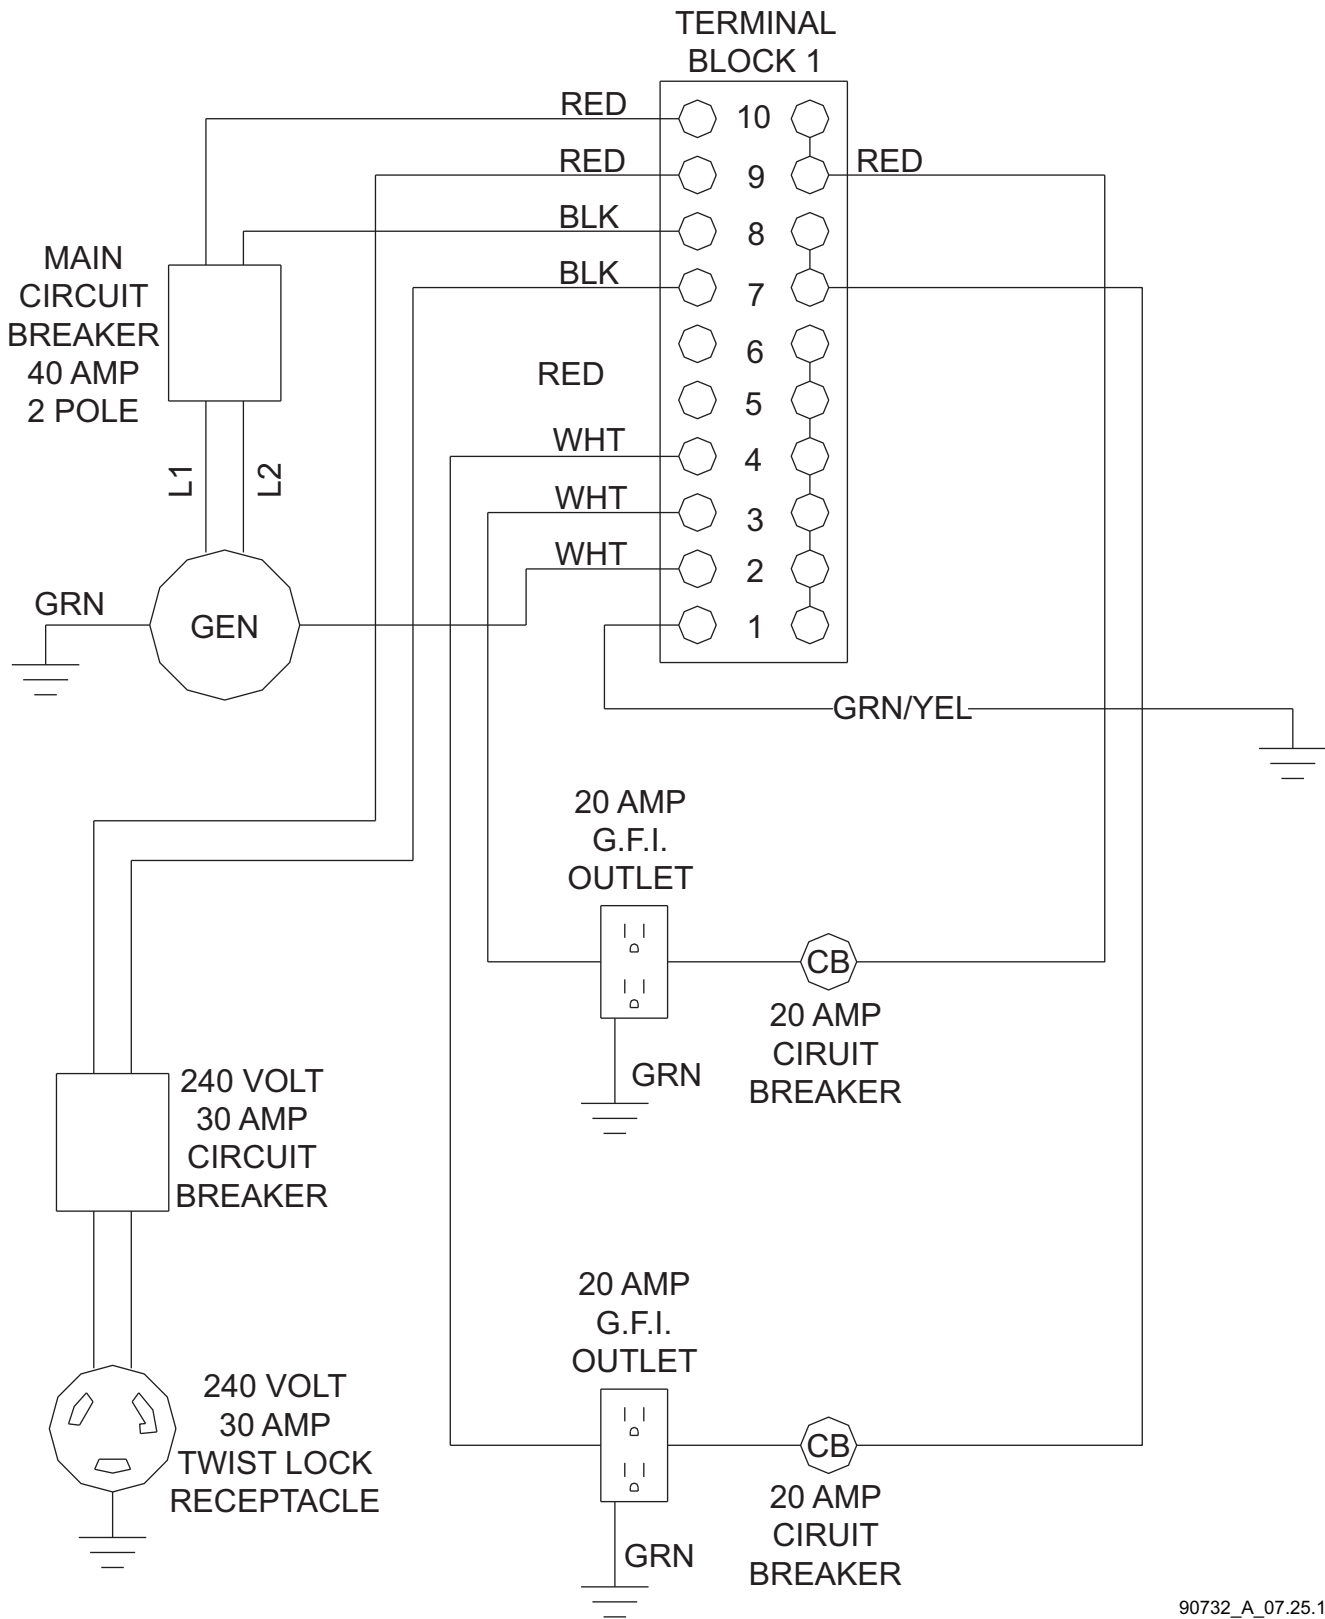 TERMINAL
BLOCK 1
RED
10
RED
9
RED
BLK
8
BLK
7
6
RED
5
WHT
4
WHT
3
WHT
2
1
MAIN
CIRCUIT
BREAKER
40 AMP
2 POLE
L1
L2
GRN
GEN
GRN/YEL
20 AMP
G.F.I.
OUTLET
CB
20 AMP
CIRUIT
BREAKER
GRN
240 VOLT
30 AMP
CIRCUIT
BREAKER
20 AMP
G.F.I.
OUTLET
240 VOLT
30 AMP
TWIST LOCK
RECEPTACLE
CB
20 AMP
CIRUIT
BREAKER
GRN
90732_A_07.25.1